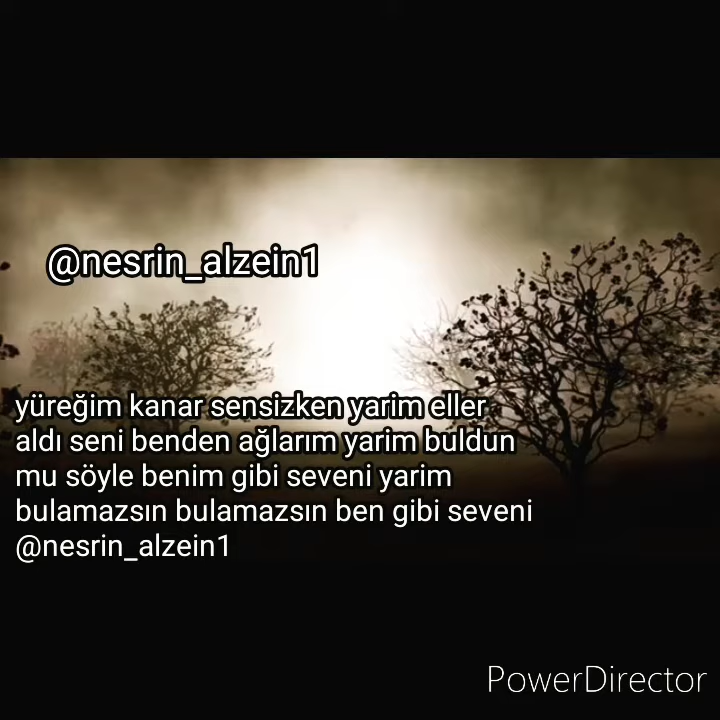 @nesrin_alzein1
yüreğim kanar sensizken yarim eller
aldı seni benden ağlarım yarim buldun
mu söyle benim gibi seveni yarim
bulamazsın bulamazsın ben gibi seveni
@nesrin_alzein1
PowerDirector